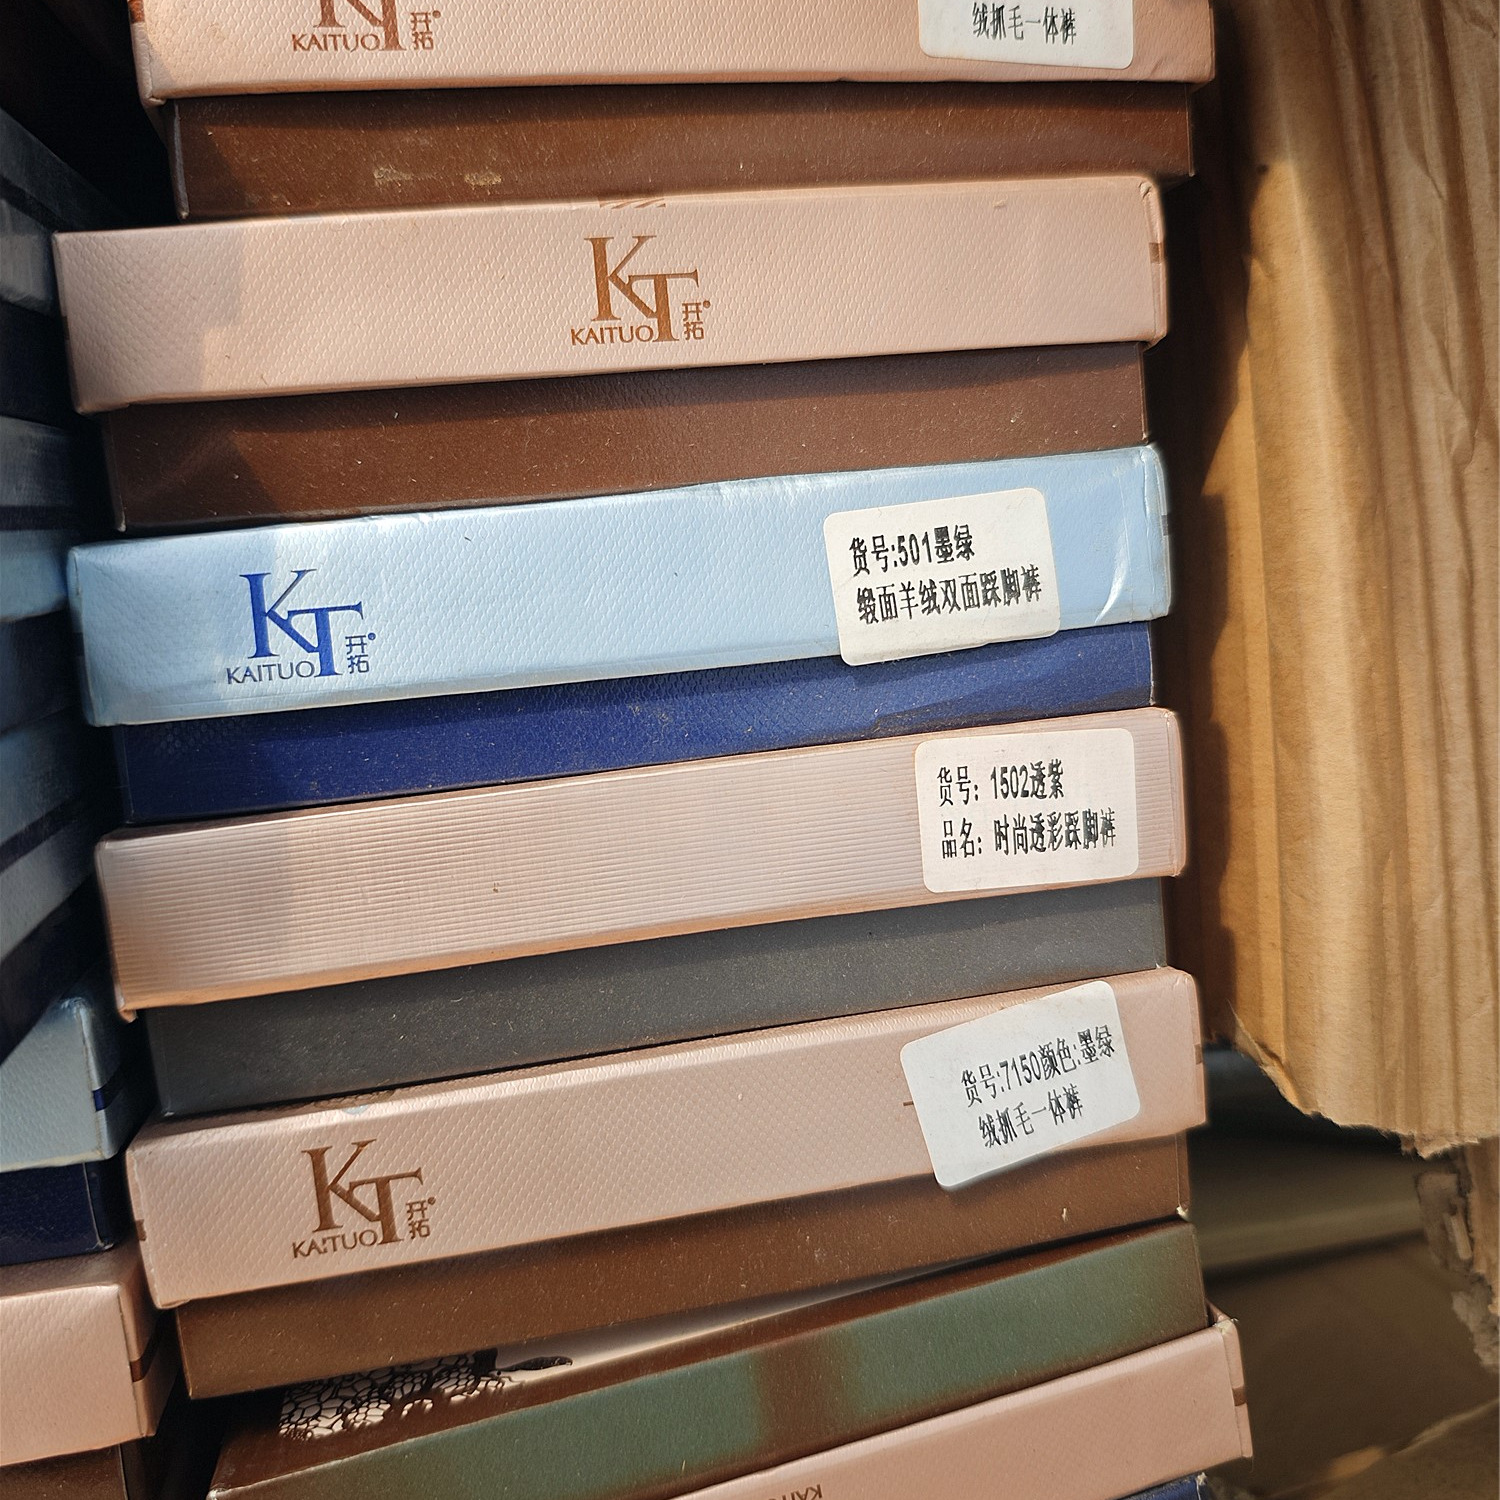 KT
KAITUO
开拓
绒抓毛一体裤
KT
KAITUO
开拓
货号:501墨绿
缎面羊绒双面踩脚裤
KT
KAITUO
开拓
货号: 1502透紫
品名: 时尚透彩踩脚裤
货号:7150颜色:墨绿
绒抓毛一体裤
KT
KAITUO
开拓